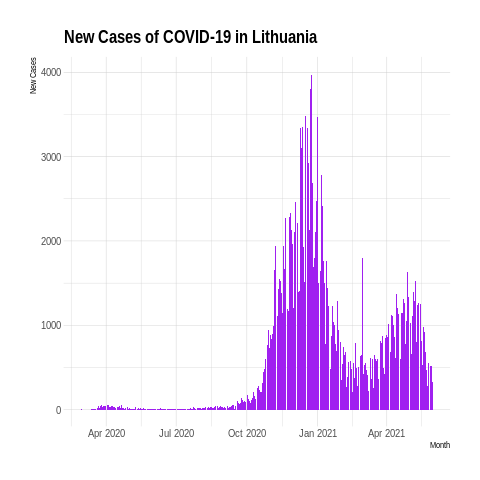 New Cases of COVID-19 in Lithuania
New Cases
4000
3000
2000
1000
0
Apr 2020 Jul 2020 Oct 2020 Jan 2021 Apr 2021
Month